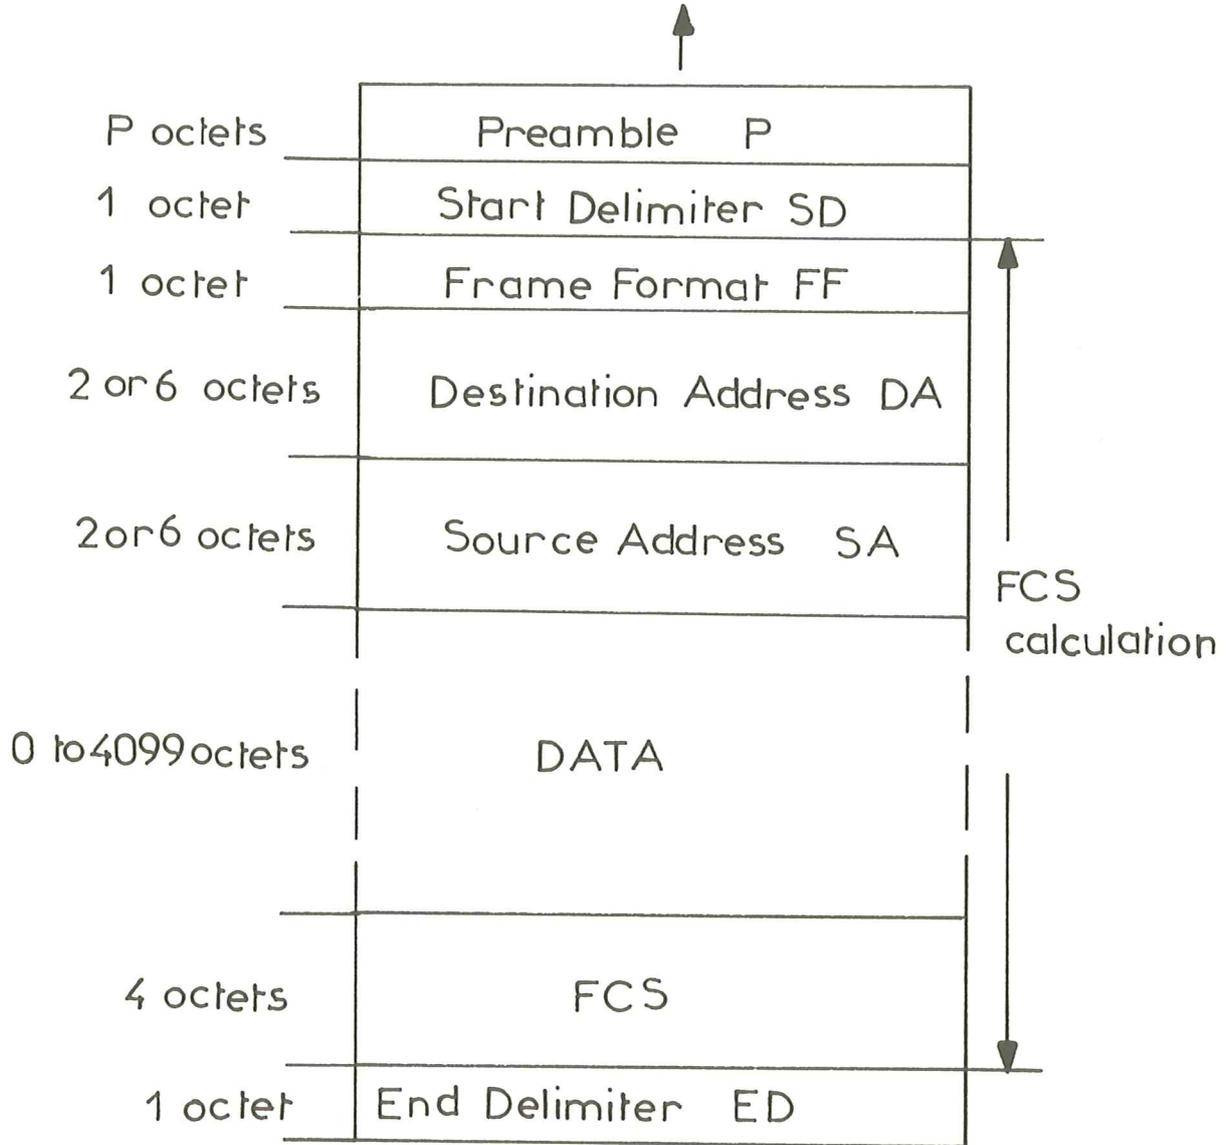 P octets Preamble P
1 octet Start Delimiter SD
1 octet Frame Format FF
2 or 6 octets Destination Address DA
2 or 6 octets Source Address SA
FCS
calculation
0 to 4099 octets DATA
4 octets FCS
1 octet End Delimiter ED